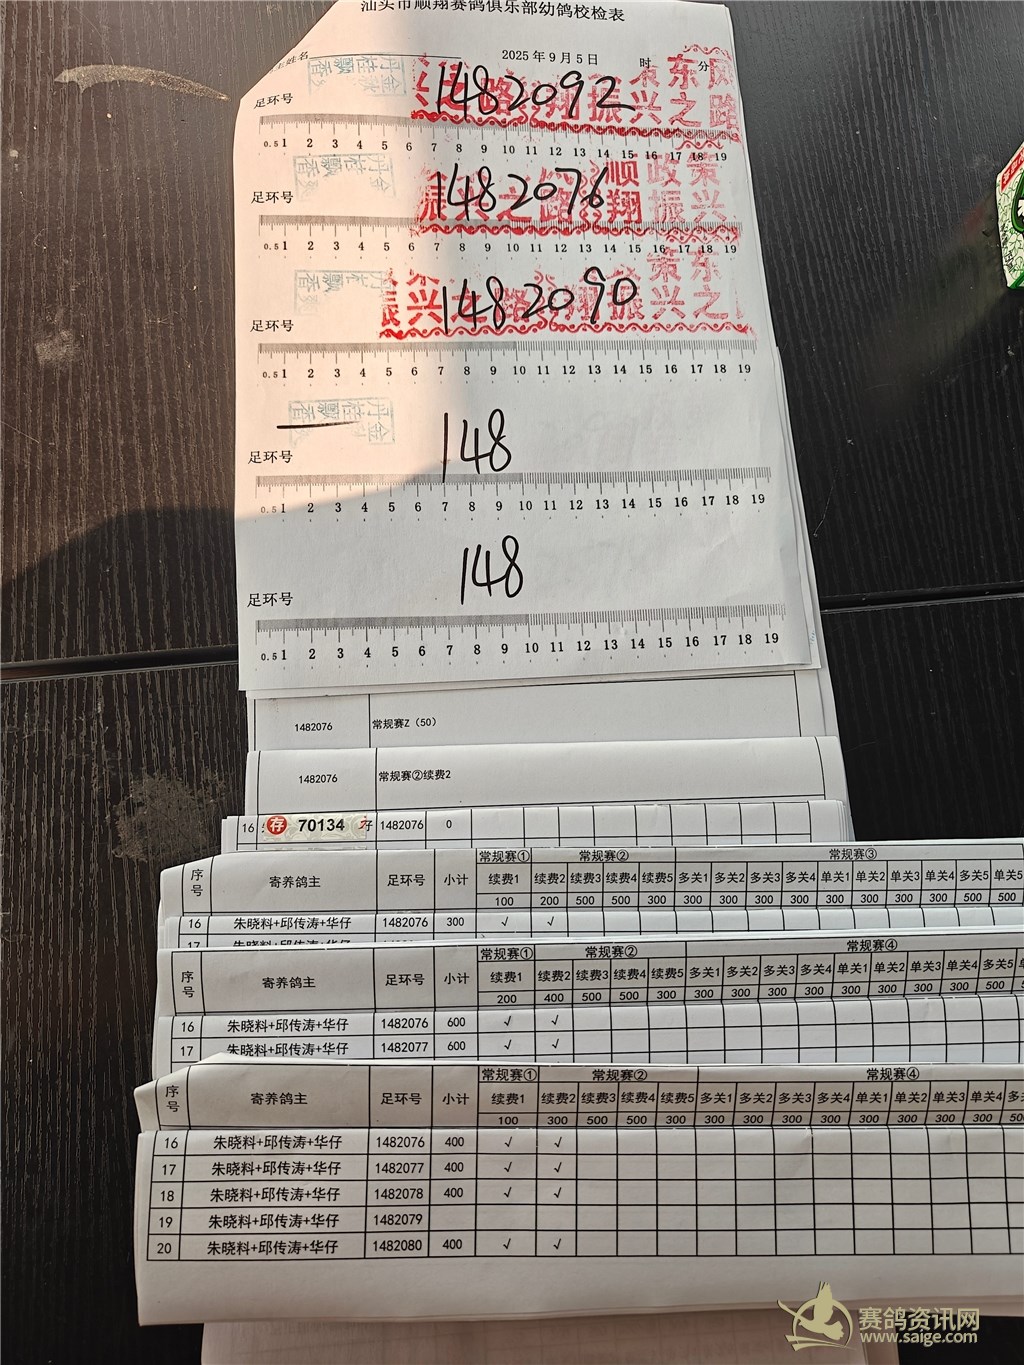 汕头市顺翔赛鸽俱乐部幼鸽校检表
2025 年 9 月 5 日 时 分
足环号 1482092
0.5 1 2 3 4 5 6 7 8 9 10 11 12 13 14 15 16 17 18 19
足环号 1482076
0.5 1 2 3 4 5 6 7 8 9 10 11 12 13 14 15 16 17 18 19
足环号 1482090
0.5 1 2 3 4 5 6 7 8 9 10 11 12 13 14 15 16 17 18 19
足环号 148
0.5 1 2 3 4 5 6 7 8 9 10 11 12 13 14 15 16 17 18 19
足环号 148
0.5 1 2 3 4 5 6 7 8 9 10 11 12 13 14 15 16 17 18 19
1482076 常规赛Z（50）
1482076 常规赛②续费2
16 存 70134 1482076 0
序号 寄养鸽主 足环号 小计 常规赛① 常规赛② 常规赛③
续费1 续费2 续费3 续费4 续费5 多关1 多关2 多关3 多关4 单关1 单关2 单关3 单关4 多关5 单关5
100 200 500 500 500 300 300 300 300 300 300 300 300 500 500
16 朱晓料+邱传涛+华仔 1482076 300 √ √
17 朱晓料+邱传涛+华仔
序号 寄养鸽主 足环号 小计 常规赛① 常规赛② 常规赛④
续费1 续费2 续费3 续费4 续费5 多关1 多关2 多关3 多关4 单关1 单关2 单关3 单关4 多关5
200 400 500 500 300 300 300 300 300 300 300 300 300 500
16 朱晓料+邱传涛+华仔 1482076 600 √ √
17 朱晓料+邱传涛+华仔 1482077 600 √ √
序号 寄养鸽主 足环号 小计 常规赛① 常规赛② 常规赛④
续费1 续费2 续费3 续费4 续费5 多关1 多关2 多关3 多关4 单关1 单关2 单关3 单关4
100 300 500 500 500 300 300 300 300 300 300 300 300 500
16 朱晓料+邱传涛+华仔 1482076 400 √ √
17 朱晓料+邱传涛+华仔 1482077 400 √ √
18 朱晓料+邱传涛+华仔 1482078 400 √ √
19 朱晓料+邱传涛+华仔 1482079
20 朱晓料+邱传涛+华仔 1482080 400 √ √
赛鸽资讯网
www.saige.com